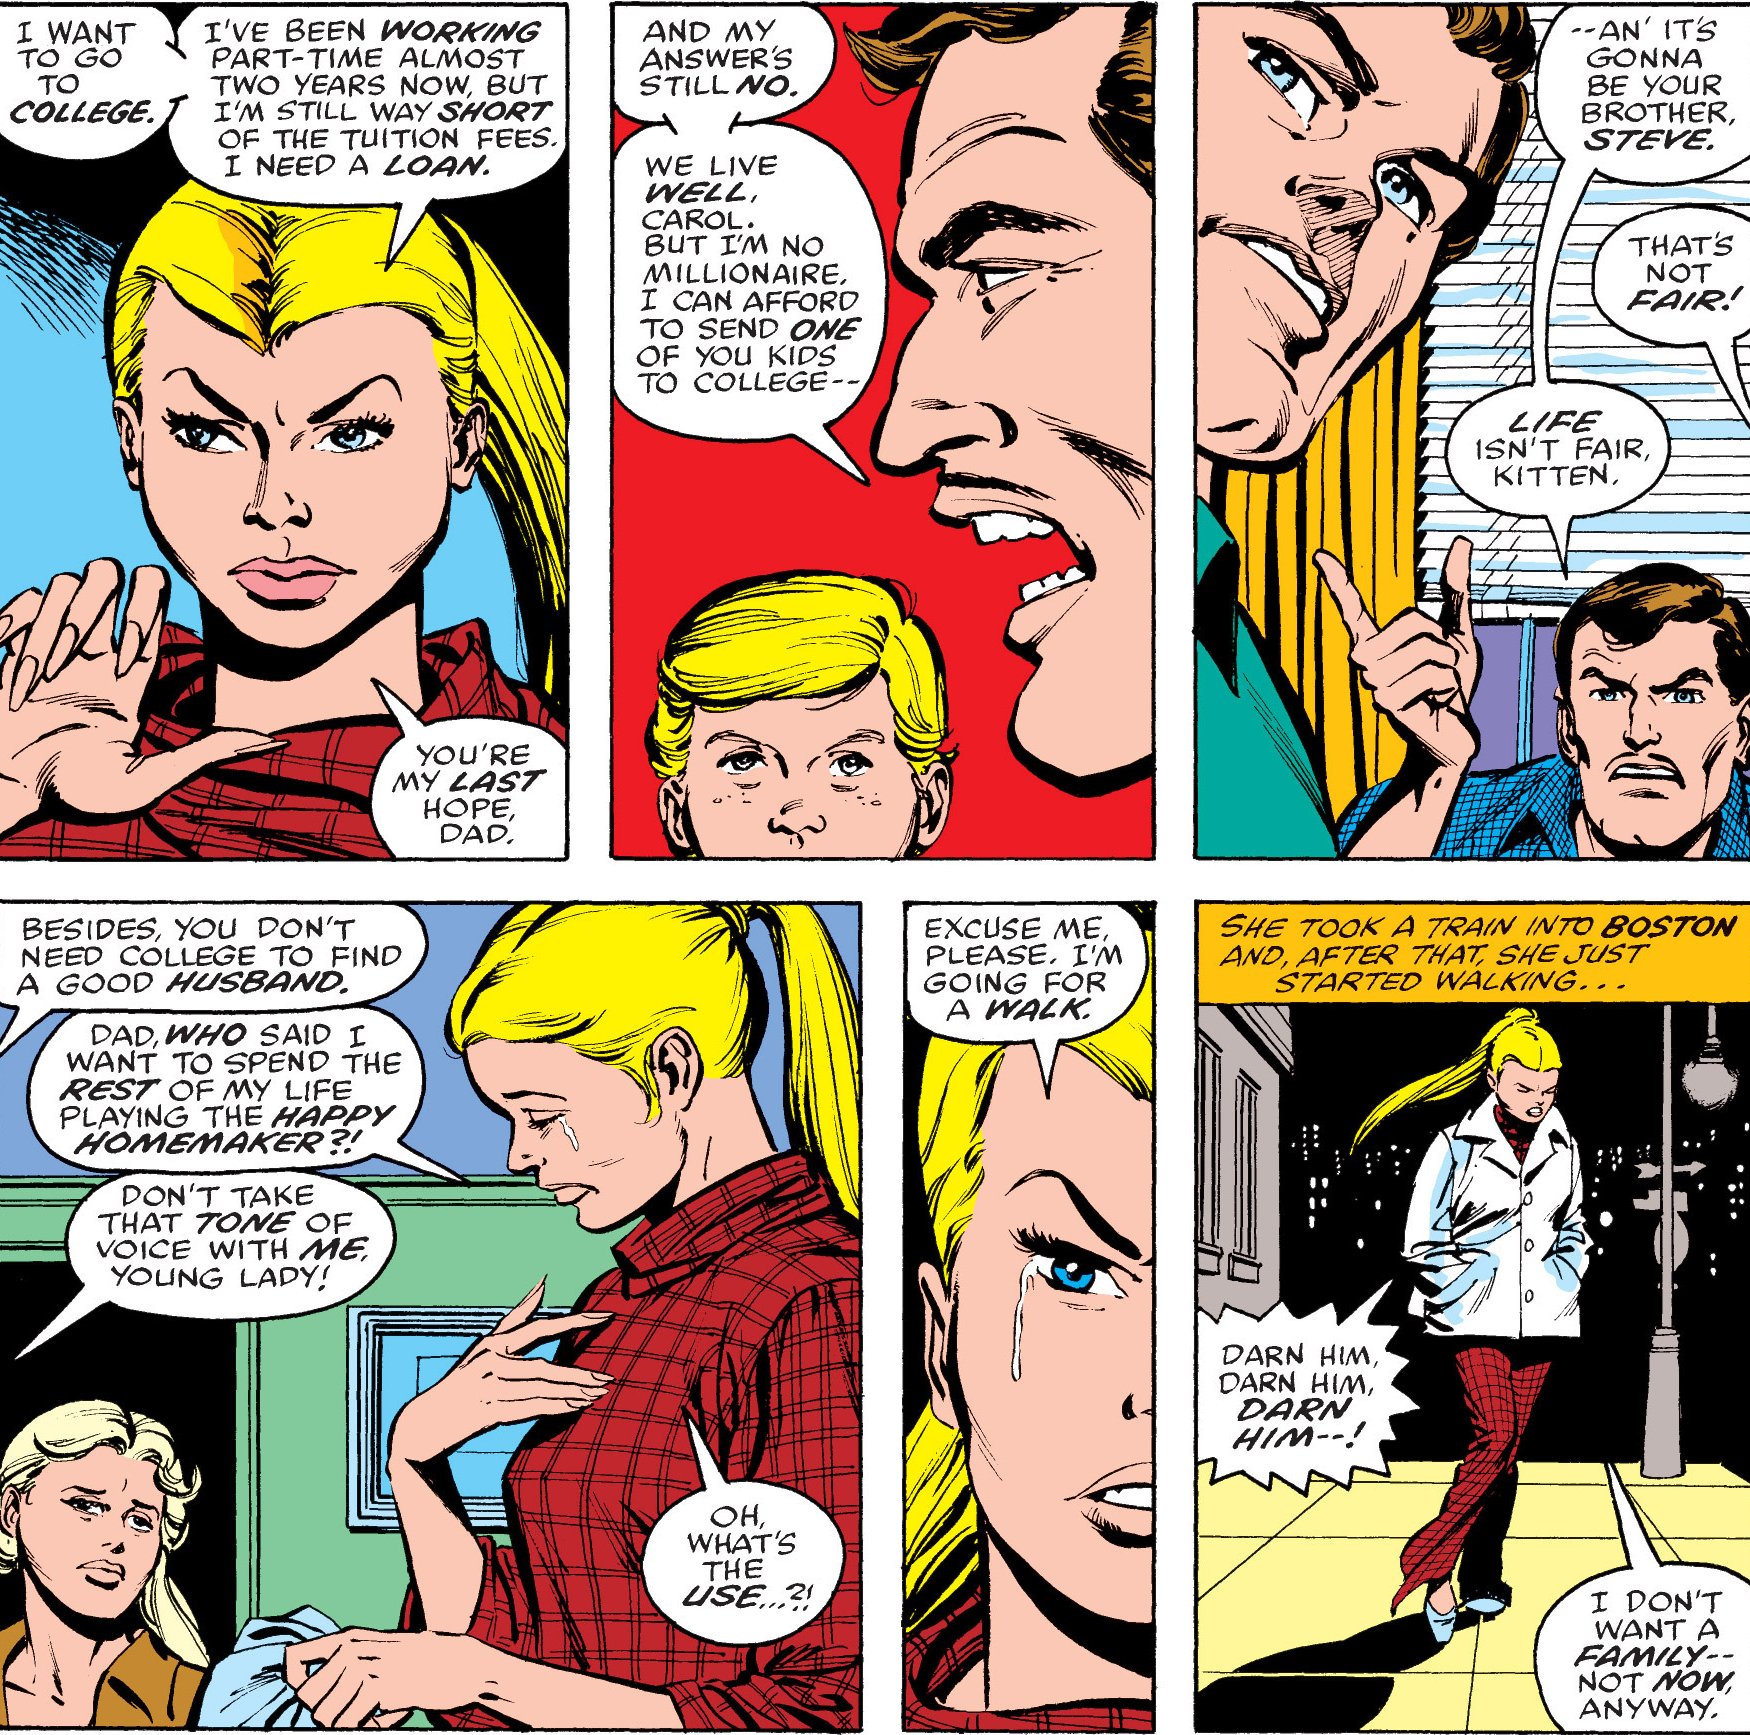 I WANT
TO GO
TO
COLLEGE.
I'VE BEEN WORKING
PART-TIME ALMOST
TWO YEARS NOW, BUT
I'M STILL WAY SHORT
OF THE TUITION FEES.
I NEED A LOAN.
YOU'RE
MY LAST
HOPE,
DAD.
AND MY
ANSWER'S
STILL NO.
WE LIVE
WELL,
CAROL.
BUT I'M NO
MILLIONAIRE.
I CAN AFFORD
TO SEND ONE
OF YOU KIDS
TO COLLEGE--
--AN' IT'S
GONNA
BE YOUR
BROTHER,
STEVE.
THAT'S
NOT
FAIR!
LIFE
ISN'T FAIR,
KITTEN.
BESIDES, YOU DON'T
NEED COLLEGE TO FIND
A GOOD HUSBAND.
DAD, WHO SAID I
WANT TO SPEND THE
REST OF MY LIFE
PLAYING THE HAPPY
HOMEMAKER?!
DON'T TAKE
THAT TONE OF
VOICE WITH ME,
YOUNG LADY!
OH,
WHAT'S
THE
USE...?!
EXCUSE ME,
PLEASE. I'M
GOING FOR
A WALK.
SHE TOOK A TRAIN INTO BOSTON
AND, AFTER THAT, SHE JUST
STARTED WALKING...
DARN HIM,
DARN HIM,
DARN
HIM--!
I DON'T
WANT A
FAMILY--
NOT NOW,
ANYWAY.